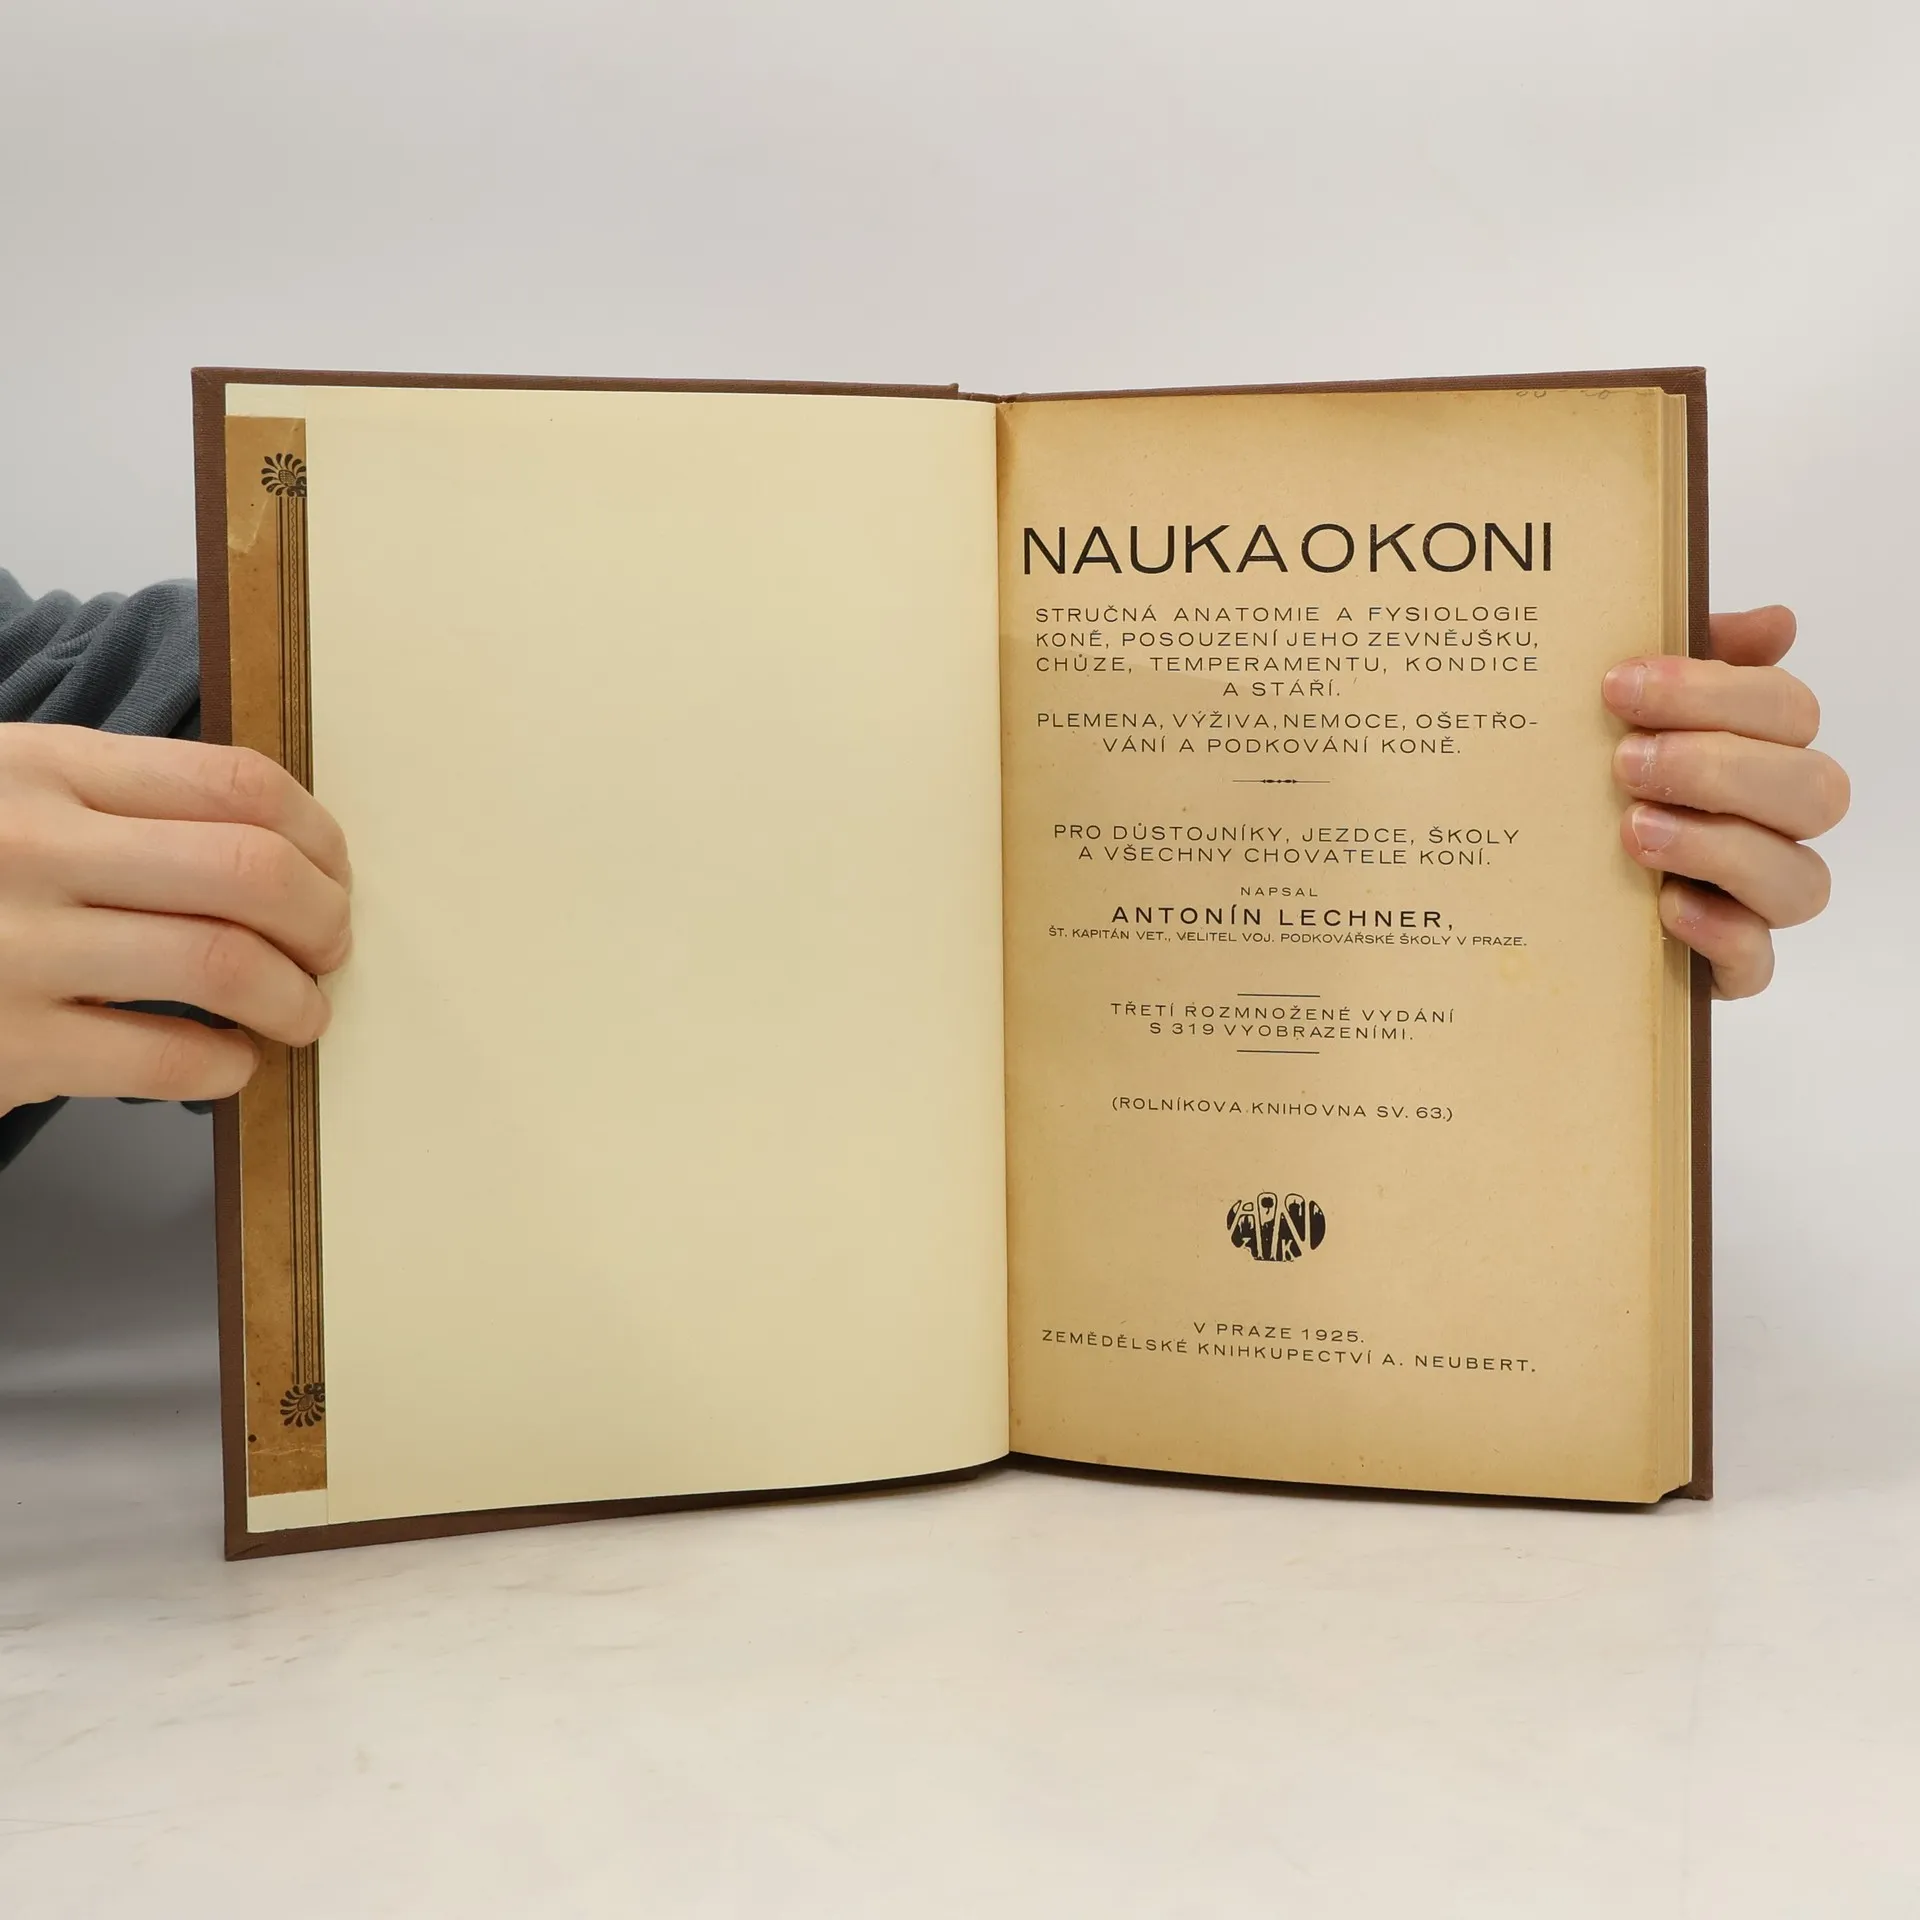 NAUKA O KONI
STRUČNÁ ANATOMIE A FYSIOLOGIE
KONĚ, POSOUZENÍ JEHO ZEVNĚJŠKU,
CHŮZE, TEMPERAMENTU, KONDICE
A STÁŘÍ.
PLEMENA, VÝŽIVA, NEMOCE, OŠETŘO-
VÁNÍ A PODKOVÁNÍ KONĚ.
PRO DŮSTOJNÍKY, JEZDCE, ŠKOLY
A VŠECHNY CHOVATELE KONÍ.
NAPSAL
ANTONÍN LECHNER,
ŠT. KAPITÁN VET., VELITEL VOJ. PODKOVÁŘSKÉ ŠKOLY V PRAZE.
TŘETÍ ROZMNOŽENÉ VYDÁNÍ
S 319 VYOBRAZENÍMI.
(ROLNÍKOVA KNIHOVNA SV. 63.)
V PRAZE 1925.
ZEMĚDĚLSKÉ KNIHKUPECTVÍ A. NEUBERT.